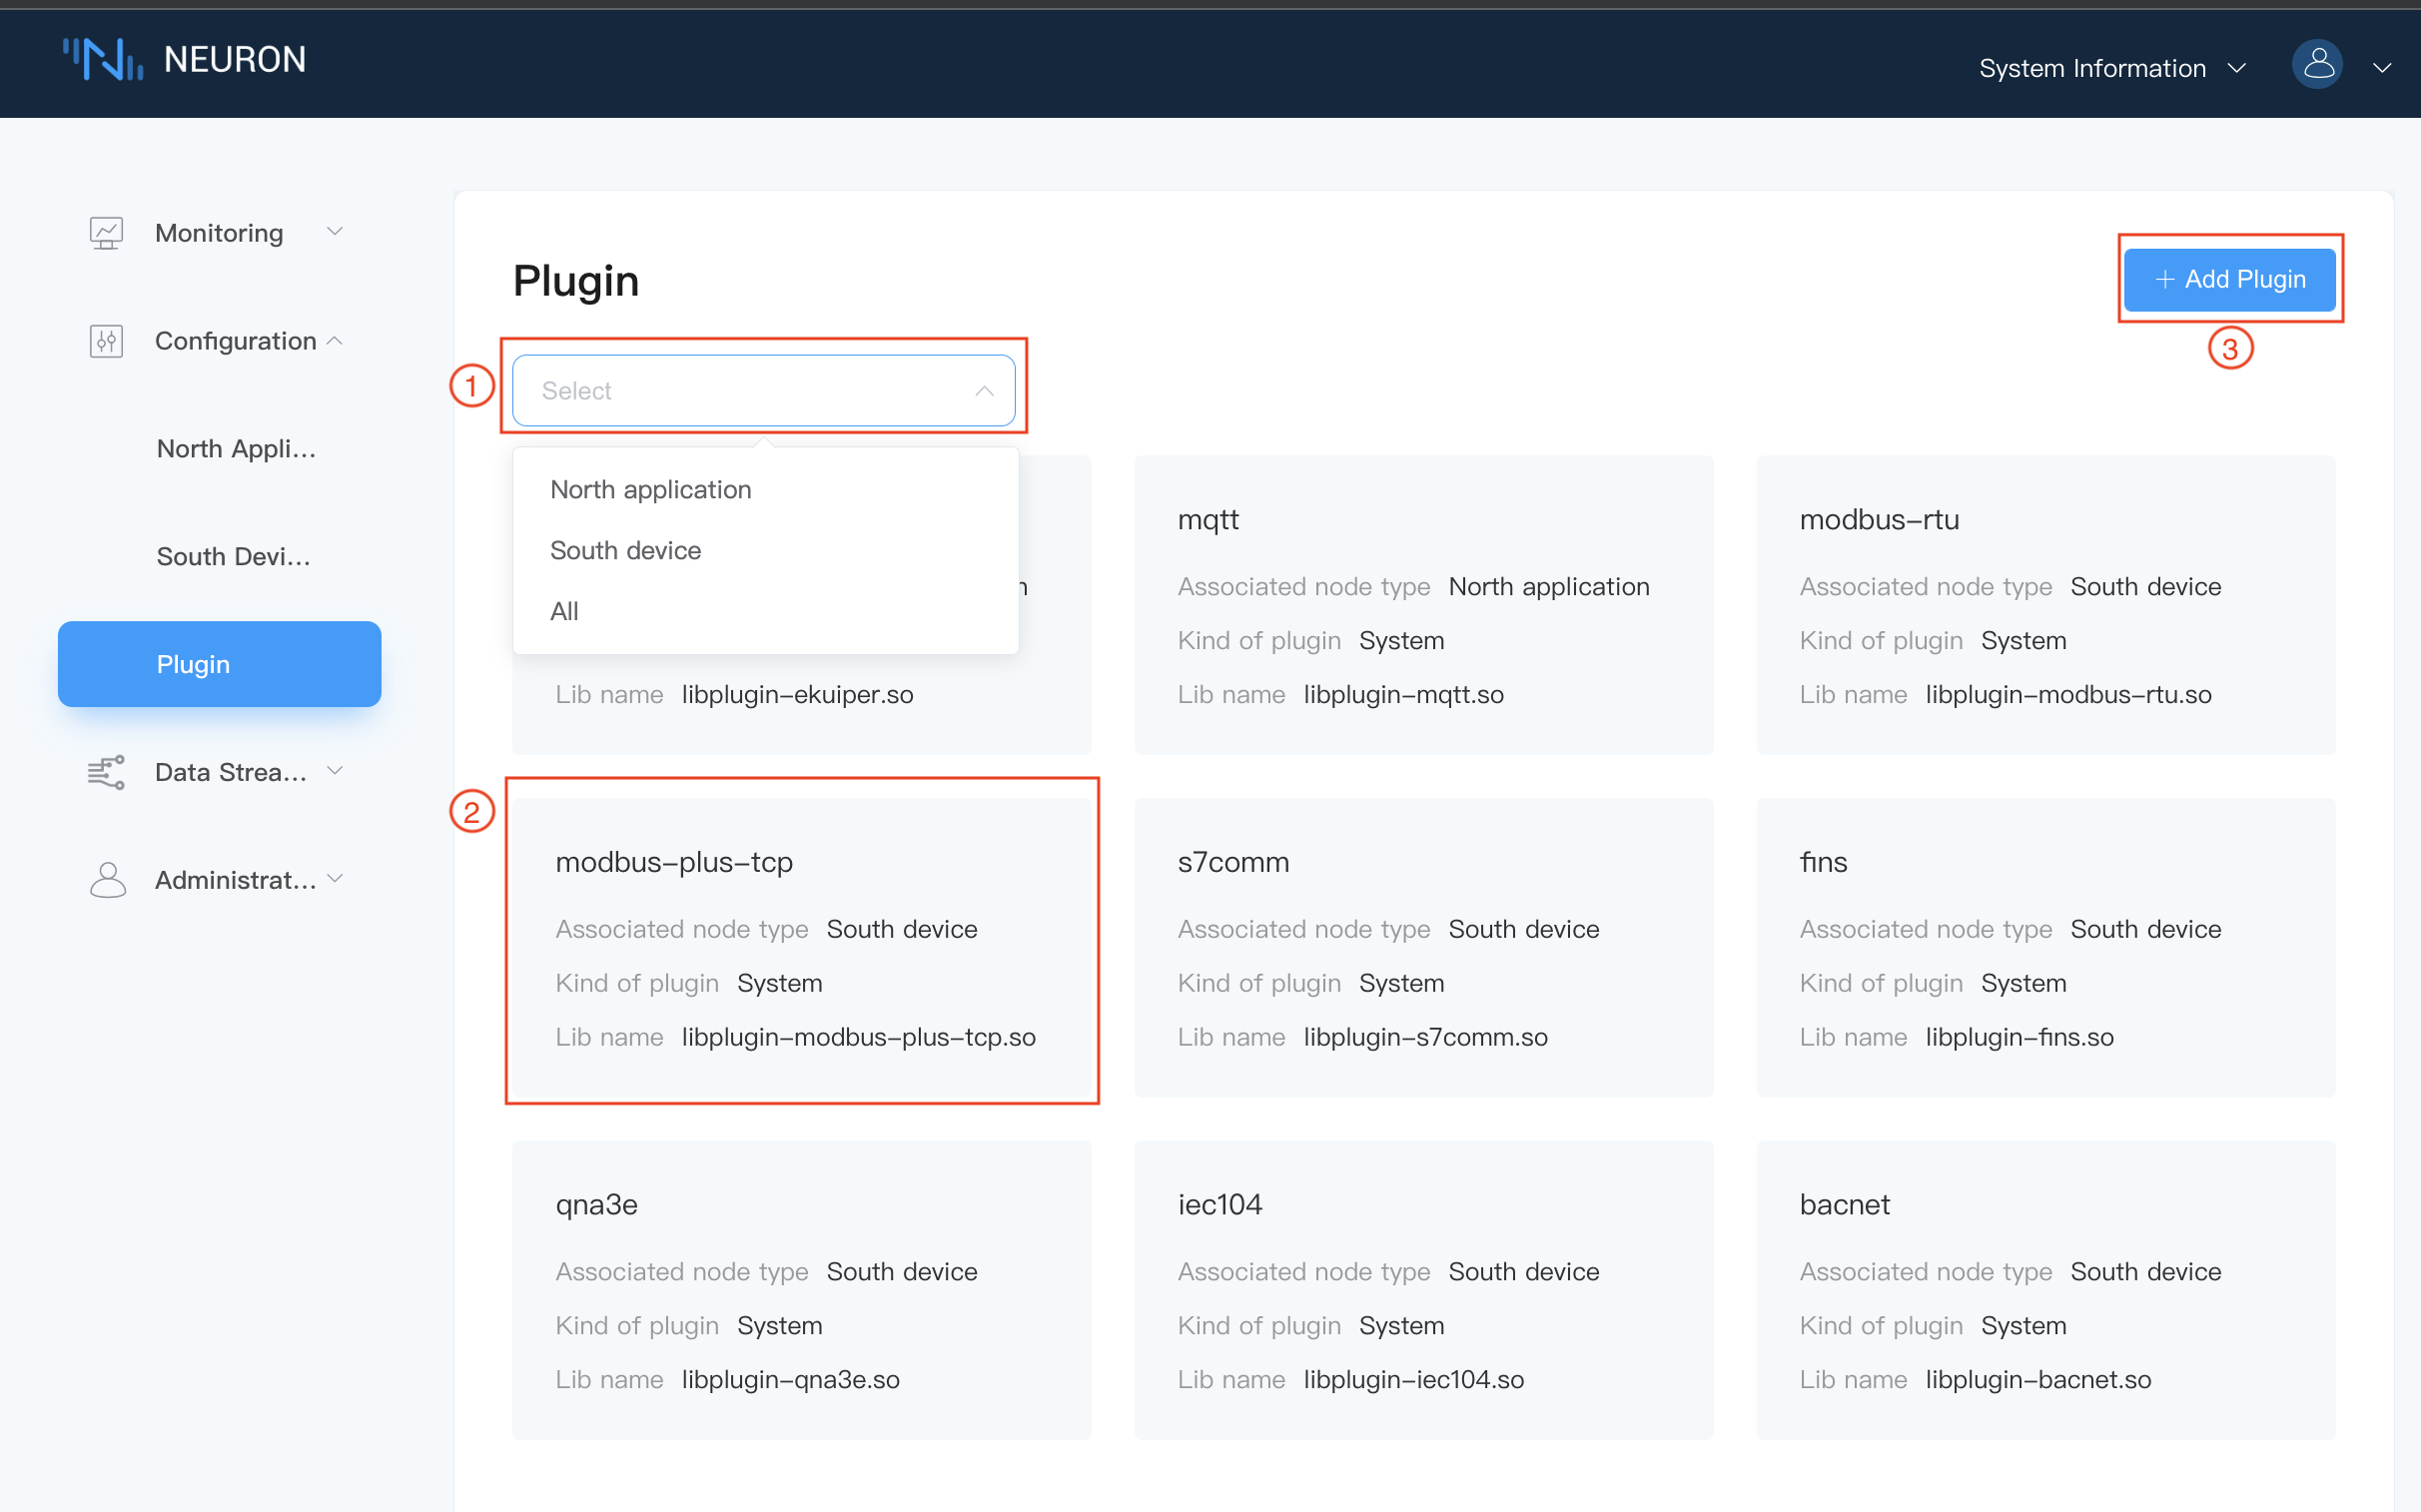 NEURON
System Information
Monitoring
Configuration
North Appli...
South Devi...
Plugin
Data Strea...
Administrat...
Plugin
+ Add Plugin
3
1
Select
North application
South device
All
n
Lib name libplugin-ekuiper.so
mqtt
Associated node type North application
Kind of plugin System
Lib name libplugin-mqtt.so
modbus-rtu
Associated node type South device
Kind of plugin System
Lib name libplugin-modbus-rtu.so
2
modbus-plus-tcp
Associated node type South device
Kind of plugin System
Lib name libplugin-modbus-plus-tcp.so
s7comm
Associated node type South device
Kind of plugin System
Lib name libplugin-s7comm.so
fins
Associated node type South device
Kind of plugin System
Lib name libplugin-fins.so
qna3e
Associated node type South device
Kind of plugin System
Lib name libplugin-qna3e.so
iec104
Associated node type South device
Kind of plugin System
Lib name libplugin-iec104.so
bacnet
Associated node type South device
Kind of plugin System
Lib name libplugin-bacnet.so